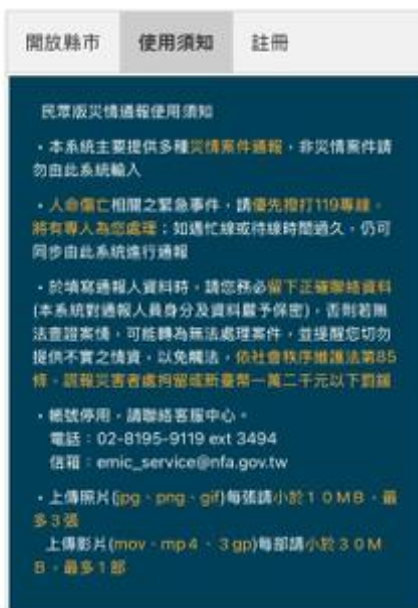 開放縣市 使用須知 註冊
民眾版災情通報使用須知
•本系統主要提供多種災情案件通報，非災情案件請
勿由此系統輸入
•人命傷亡相關之緊急事件，請優先撥打119專線，
將有專人為您處理；如遇忙線或待線時間過久，仍可
同步由此系統進行通報
•於填寫通報人資料時，請您務必留下正確聯絡資料
(本系統對通報人員身分及資料嚴予保密)，否則若無
法查證案情，可能轉為無法處理案件，並提醒您切勿
提供不實之情資，以免觸法，依社會秩序維護法第85
條，謊報災害者處拘留或新臺幣一萬二千元以下罰鍰
•帳號停用，請聯絡客服中心。
電話：02-8195-9119 ext 3494
信箱：emic_service@nfa.gov.tw
•上傳照片(jpg、png、gif)每張請小於１０ＭＢ，最
多３張
上傳影片(mov、mp４、３gp)每部請小於３０Ｍ
Ｂ，最多１部